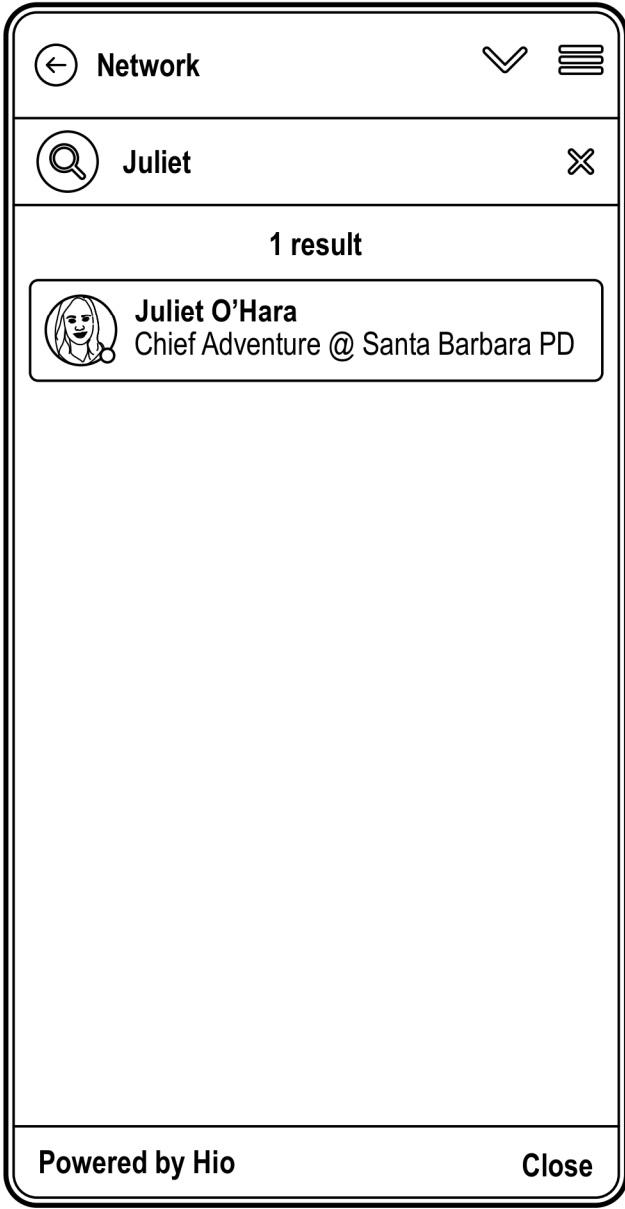 Network
Juliet
1 result
Juliet O’Hara
Chief Adventure @ Santa Barbara PD
Powered by Hio
Close